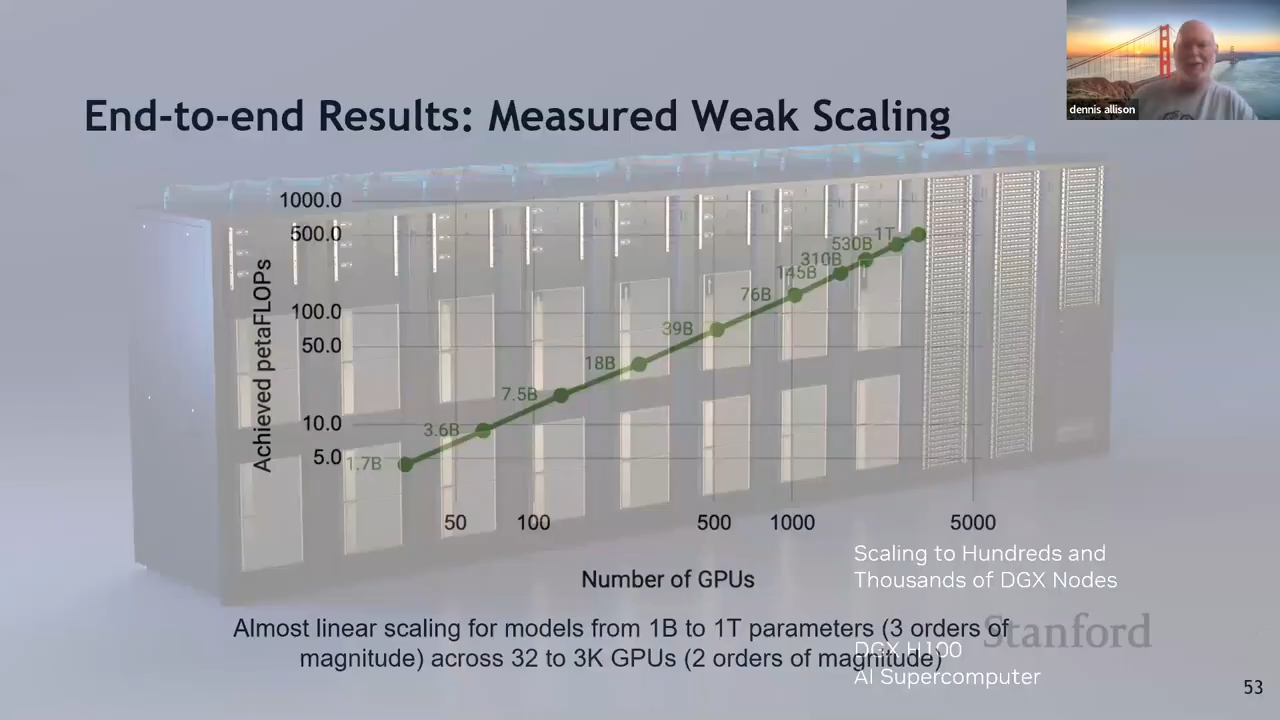 dennis allison
End-to-end Results: Measured Weak Scaling
Achieved petaFLOPs
1000.0
500.0
100.0
50.0
10.0
5.0
1.7B
3.6B
7.5B
18B
39B
76B
145B
310B
530B
1T
50
100
500
1000
5000
Number of GPUs
Scaling to Hundreds and
Thousands of DGX Nodes
Almost linear scaling for models from 1B to 1T parameters (3 orders of
magnitude) across 32 to 3K GPUs (2 orders of magnitude)
Stanford
DGX H100
AI Supercomputer
53